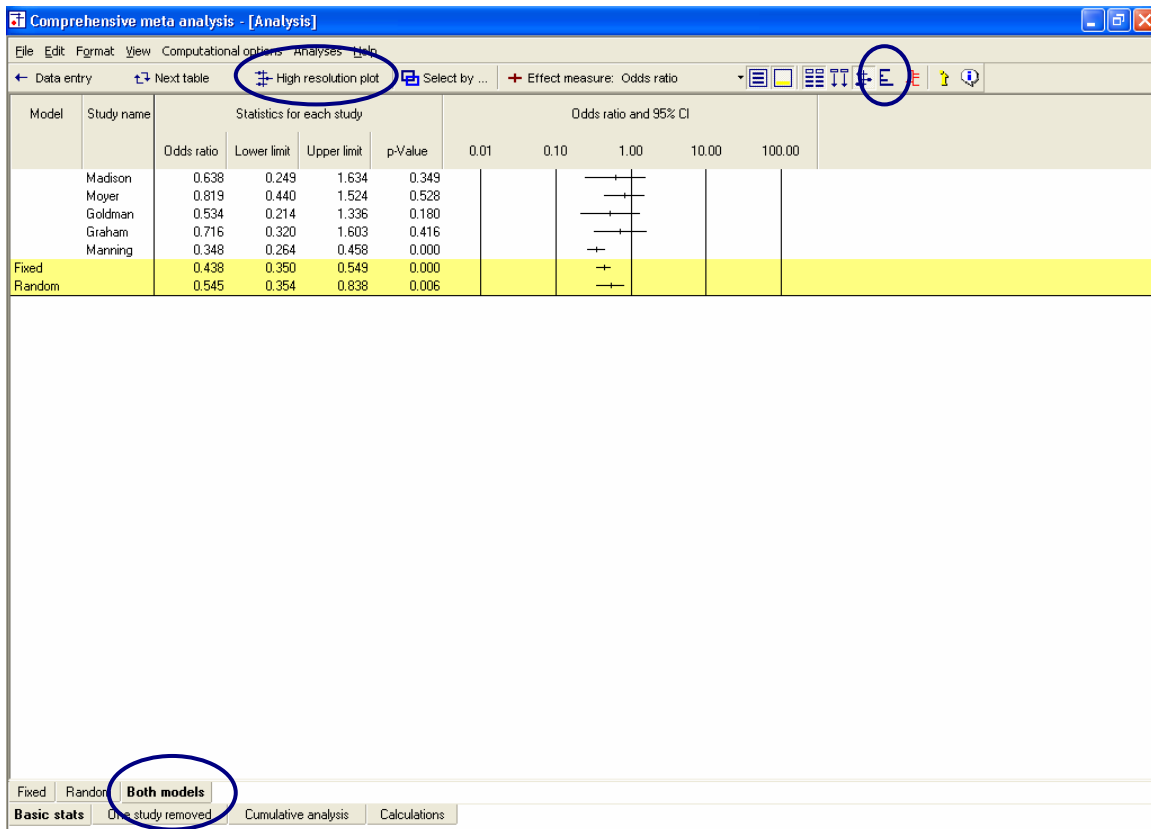 Comprehensive meta analysis - [Analysis]
File Edit Format View Computational options Analyses Help
Data entry Next table High resolution plot Select by ... Effect measure: Odds ratio
Model Study name Statistics for each study Odds ratio and 95% CI
Odds ratio Lower limit Upper limit p-Value 0.01 0.10 1.00 10.00 100.00
Madison 0.638 0.249 1.634 0.349
Moyer 0.819 0.440 1.524 0.528
Goldman 0.534 0.214 1.336 0.180
Graham 0.716 0.320 1.603 0.416
Manning 0.348 0.264 0.458 0.000
Fixed 0.438 0.350 0.549 0.000
Random 0.545 0.354 0.838 0.006
Fixed Random Both models
Basic stats One study removed Cumulative analysis Calculations